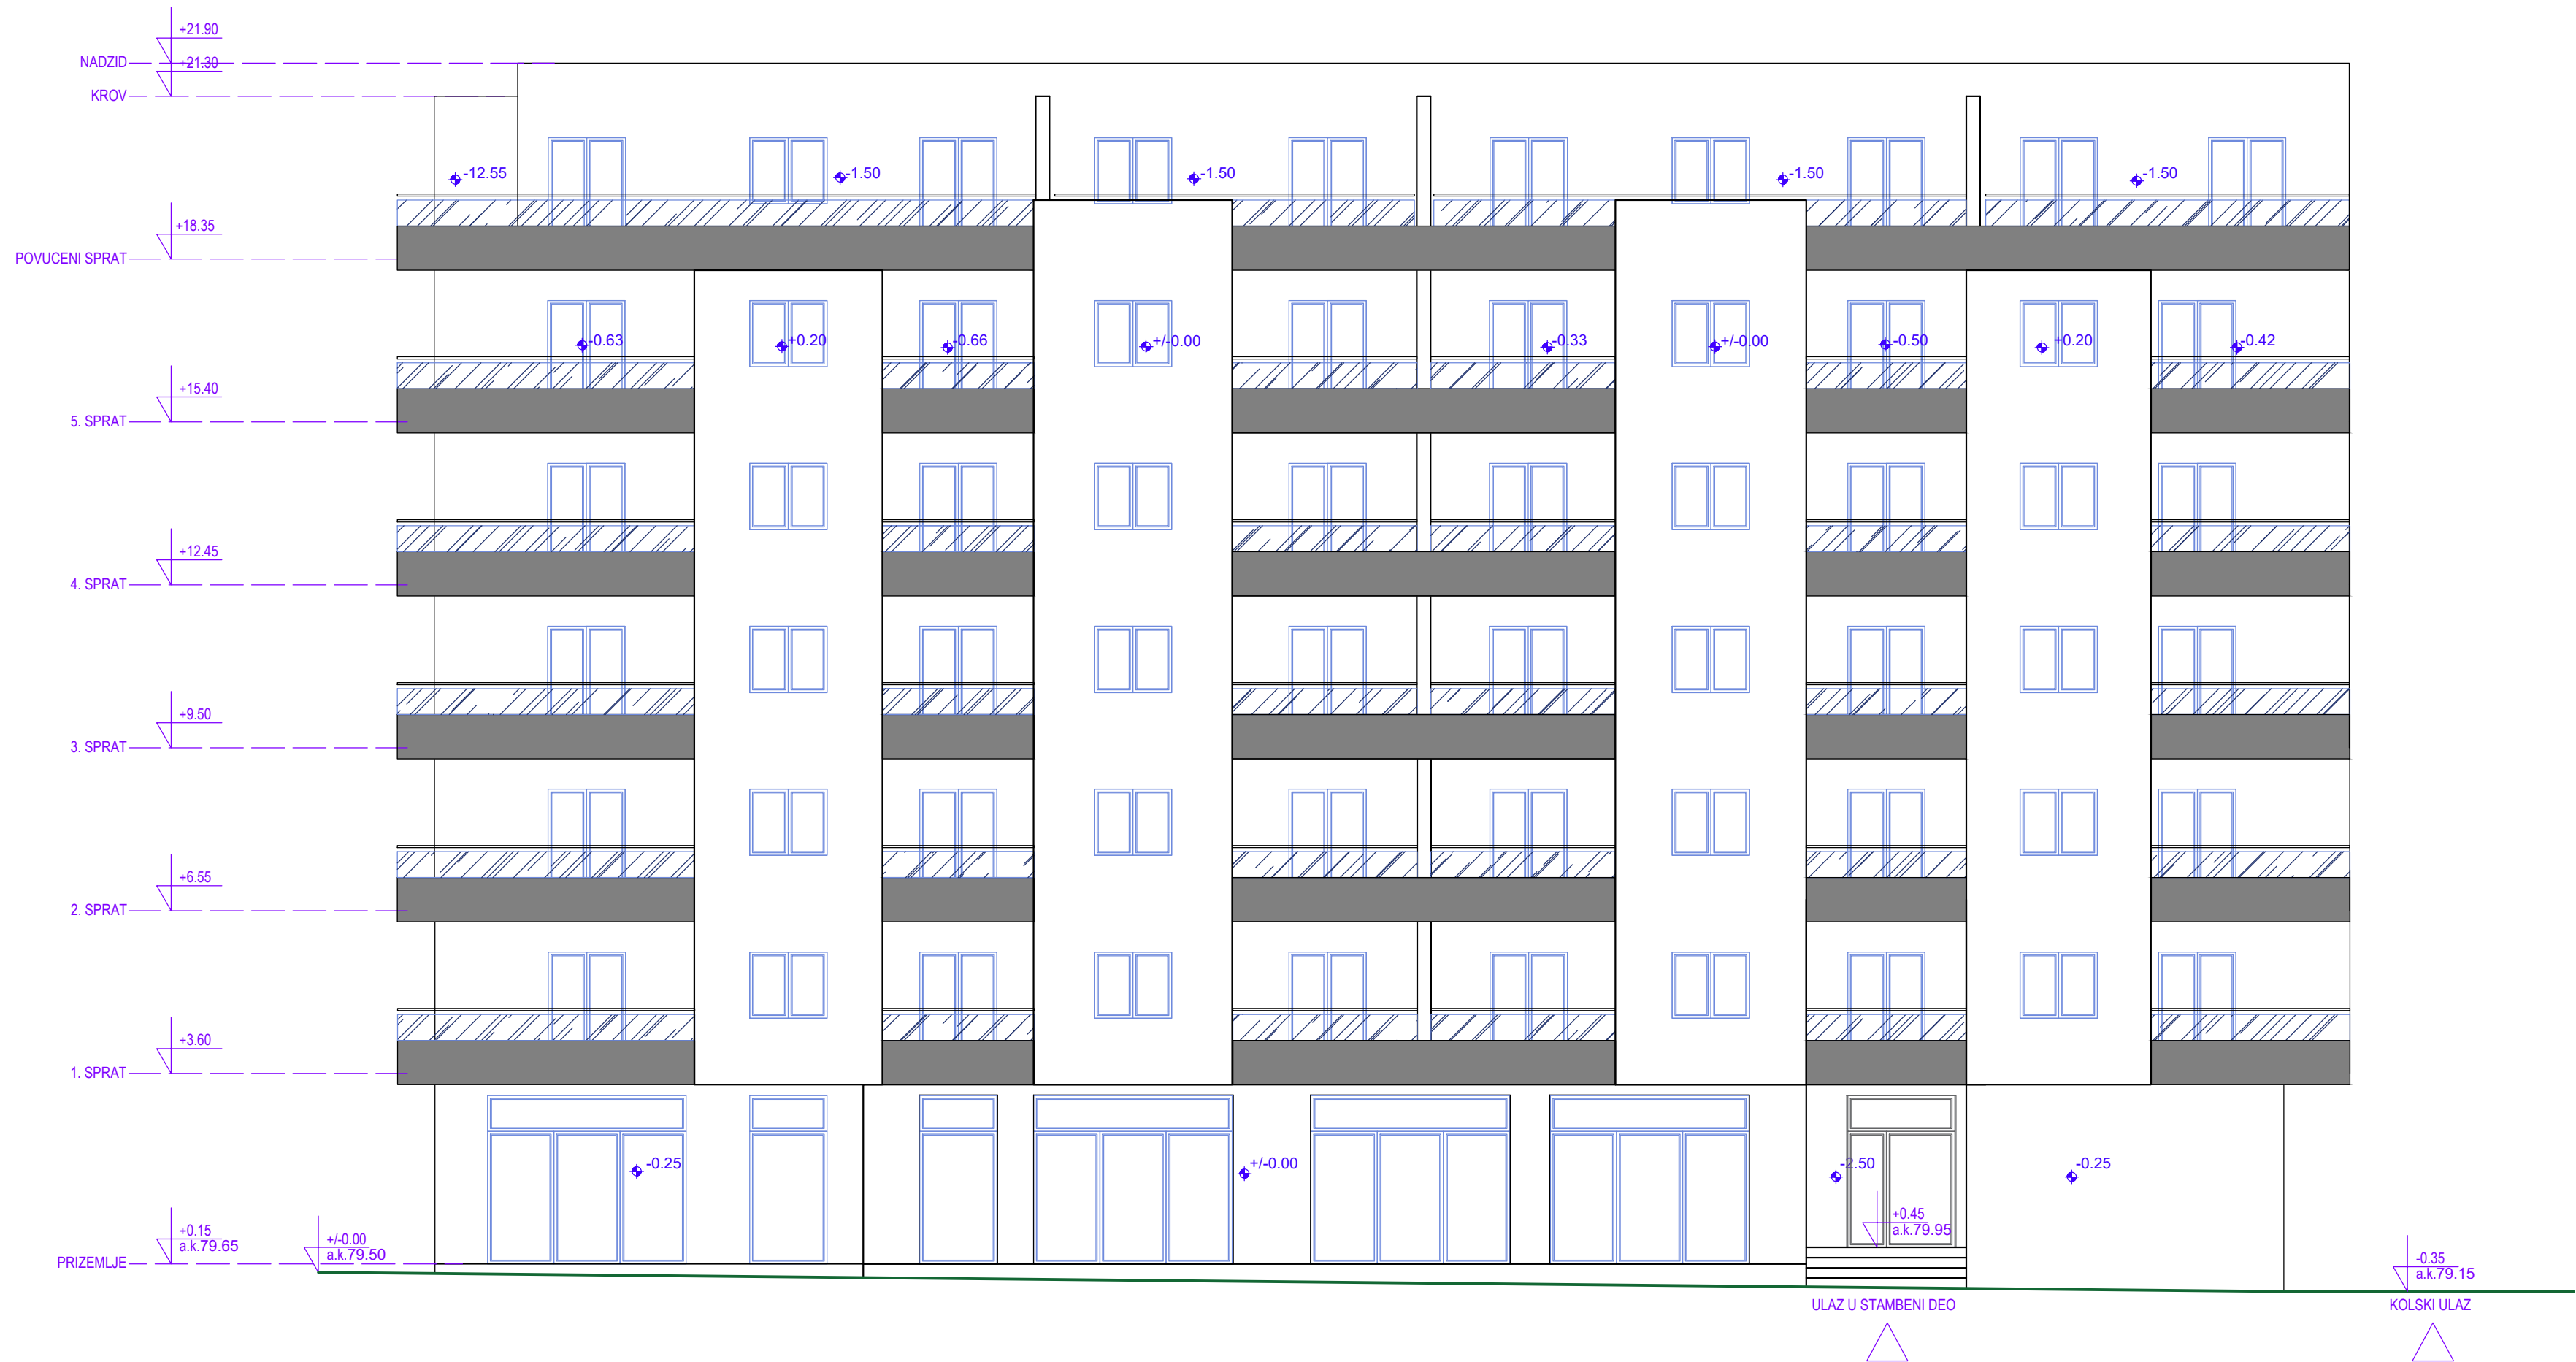 +21.90
NADZID
+21.30
KROV
-12.55
-1.50
-1.50
-1.50
-1.50
+18.35
POVUCENI SPRAT
-0.63
+0.20
-0.66
+/-0.00
-0.33
+/-0.00
-0.50
+0.20
-0.42
+15.40
5. SPRAT
+12.45
4. SPRAT
+9.50
3. SPRAT
+6.55
2. SPRAT
+3.60
1. SPRAT
-0.25
+/-0.00
-2.50
-0.25
+0.45
a.k.79.95
+0.15
a.k.79.65
+/-0.00
a.k.79.50
PRIZEMLJE
-0.35
a.k.79.15
ULAZ U STAMBENI DEO
KOLSKI ULAZ